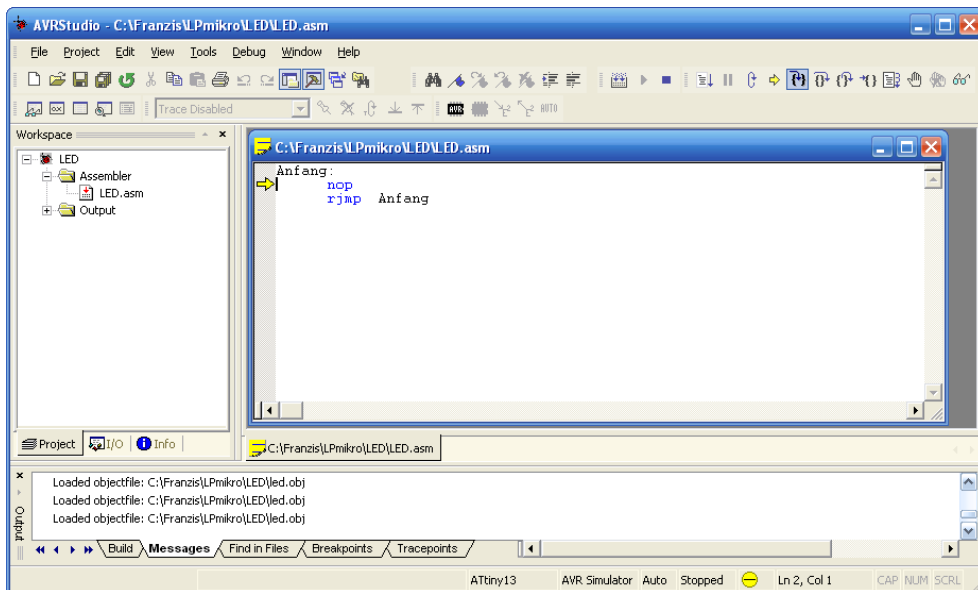 AVRStudio - C:\Franzis\LPmikro\LED\LED.asm
File Project Edit View Tools Debug Window Help
Trace Disabled AVR AUTO
Workspace
LED
Assembler
LED.asm
Output
Project I/O Info
C:\Franzis\LPmikro\LED\LED.asm
Anfang:
nop
rjmp Anfang
C:\Franzis\LPmikro\LED\LED.asm
Output
Loaded objectfile: C:\Franzis\LPmikro\LED\led.obj
Loaded objectfile: C:\Franzis\LPmikro\LED\led.obj
Loaded objectfile: C:\Franzis\LPmikro\LED\led.obj
Build Messages Find in Files Breakpoints Tracepoints
ATtiny13 AVR Simulator Auto Stopped Ln 2, Col 1 CAP NUM SCRL